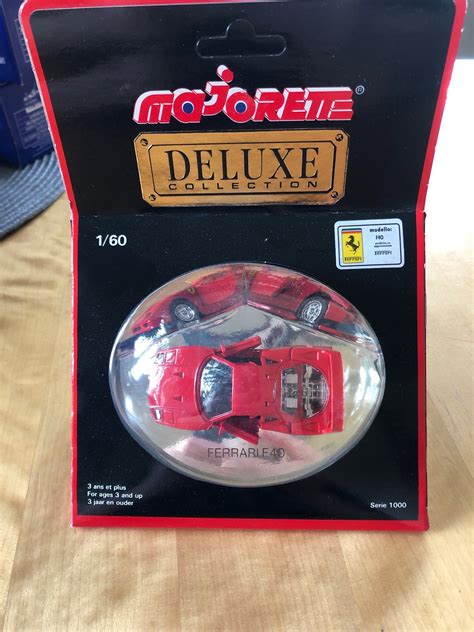 MAJORETTE®
DELUXE
COLLECTION
1/60
modello:
F40
FERRARI
FERRARI F40
3 ans et plus
For ages 3 and up
3 jaar en ouder
Serie 1000